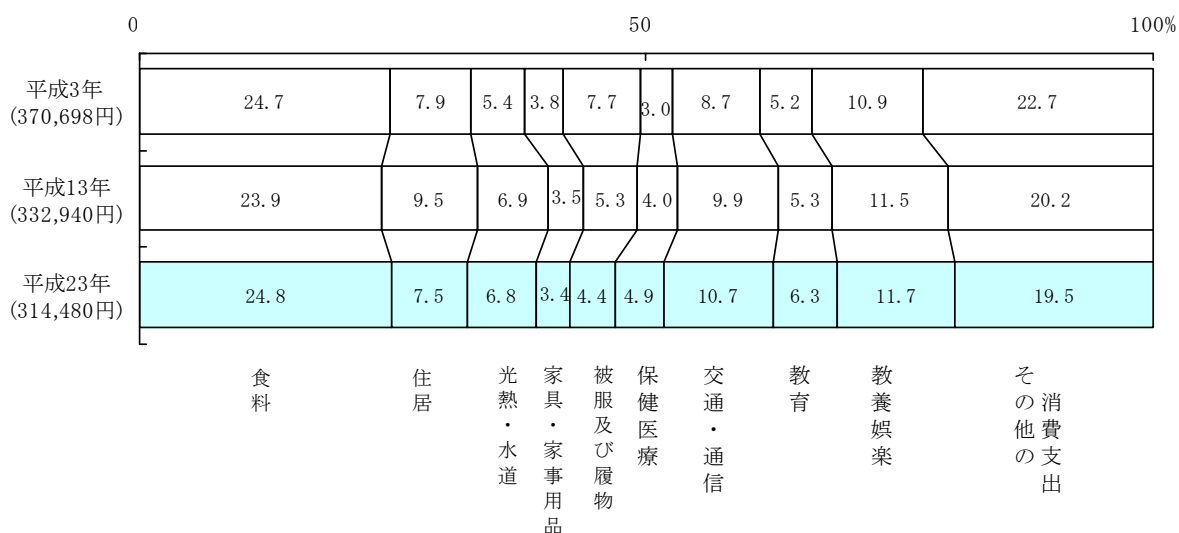 0 50 100%
平成3年
(370,698円)
24.7 7.9 5.4 3.8 7.7 3.0 8.7 5.2 10.9 22.7
平成13年
(332,940円)
23.9 9.5 6.9 3.5 5.3 4.0 9.9 5.3 11.5 20.2
平成23年
(314,480円)
24.8 7.5 6.8 3.4 4.4 4.9 10.7 6.3 11.7 19.5
食料
住居
光熱・水道
家具・家事用品
被服及び履物
保健医療
交通・通信
教育
教養娯楽
その他の
消費支出